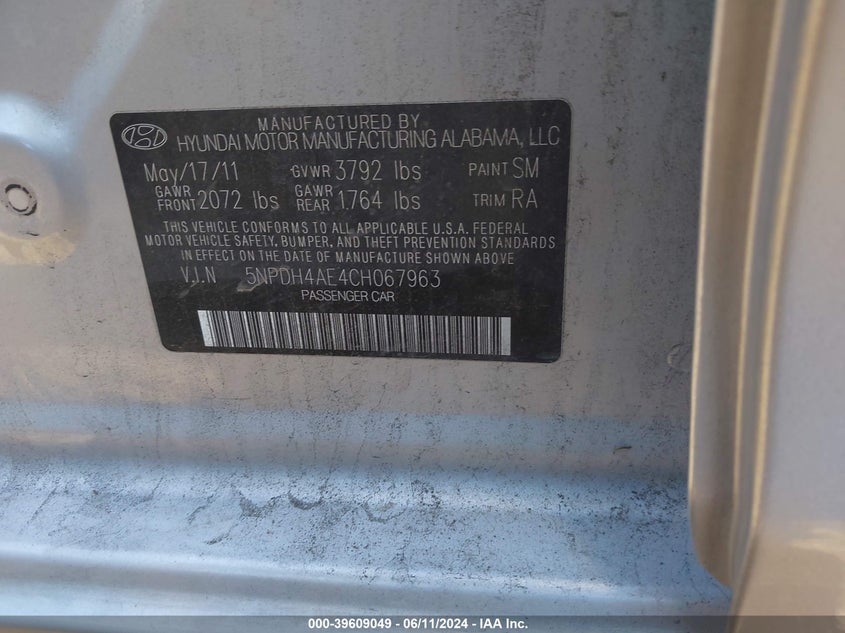 MANUFACTURED BY
HYUNDAI MOTOR MANUFACTURING ALABAMA, LLC
May/17/11 GVWR 3792 lbs PAINT SM
GAWR FRONT 2072 lbs GAWR REAR 1764 lbs TRIM RA
THIS VEHICLE CONFORMS TO ALL APPLICABLE U.S.A. FEDERAL
MOTOR VEHICLE SAFETY, BUMPER, AND THEFT PREVENTION STANDARDS
IN EFFECT ON THE DATE OF MANUFACTURE SHOWN ABOVE
V.I.N 5NPDH4AE4CH067963
PASSENGER CAR
000-39609049 - 06/11/2024 - IAA Inc.